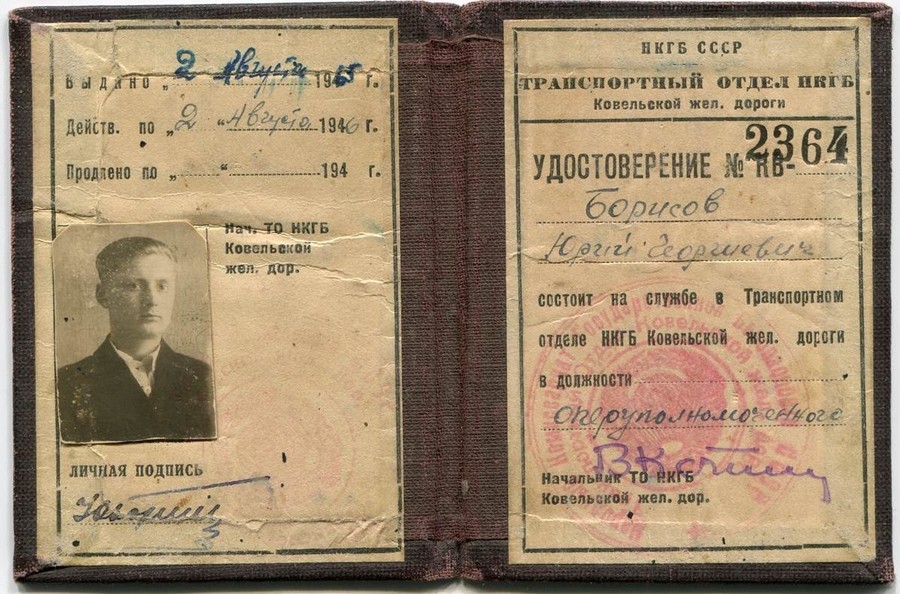 Выдано „2 “ Августа 1945 г.
Действ. по „2 “ Августа 1946 г.
Продлено по „ “ 194 г.
Нач. ТО НКГБ
Ковельской
жел. дор.
ЛИЧНАЯ ПОДПИСЬ
НКГБ СССР
ТРАНСПОРТНЫЙ ОТДЕЛ НКГБ
Ковельской жел. дороги
УДОСТОВЕРЕНИЕ № КВ-2364
Борисов
Юрий Георгиевич
состоит на службе в Транспортном
отделе НКГБ Ковельской жел. дороги
в должности
оперуполномоченного
Начальник ТО НКГБ
Ковельской жел. дор.